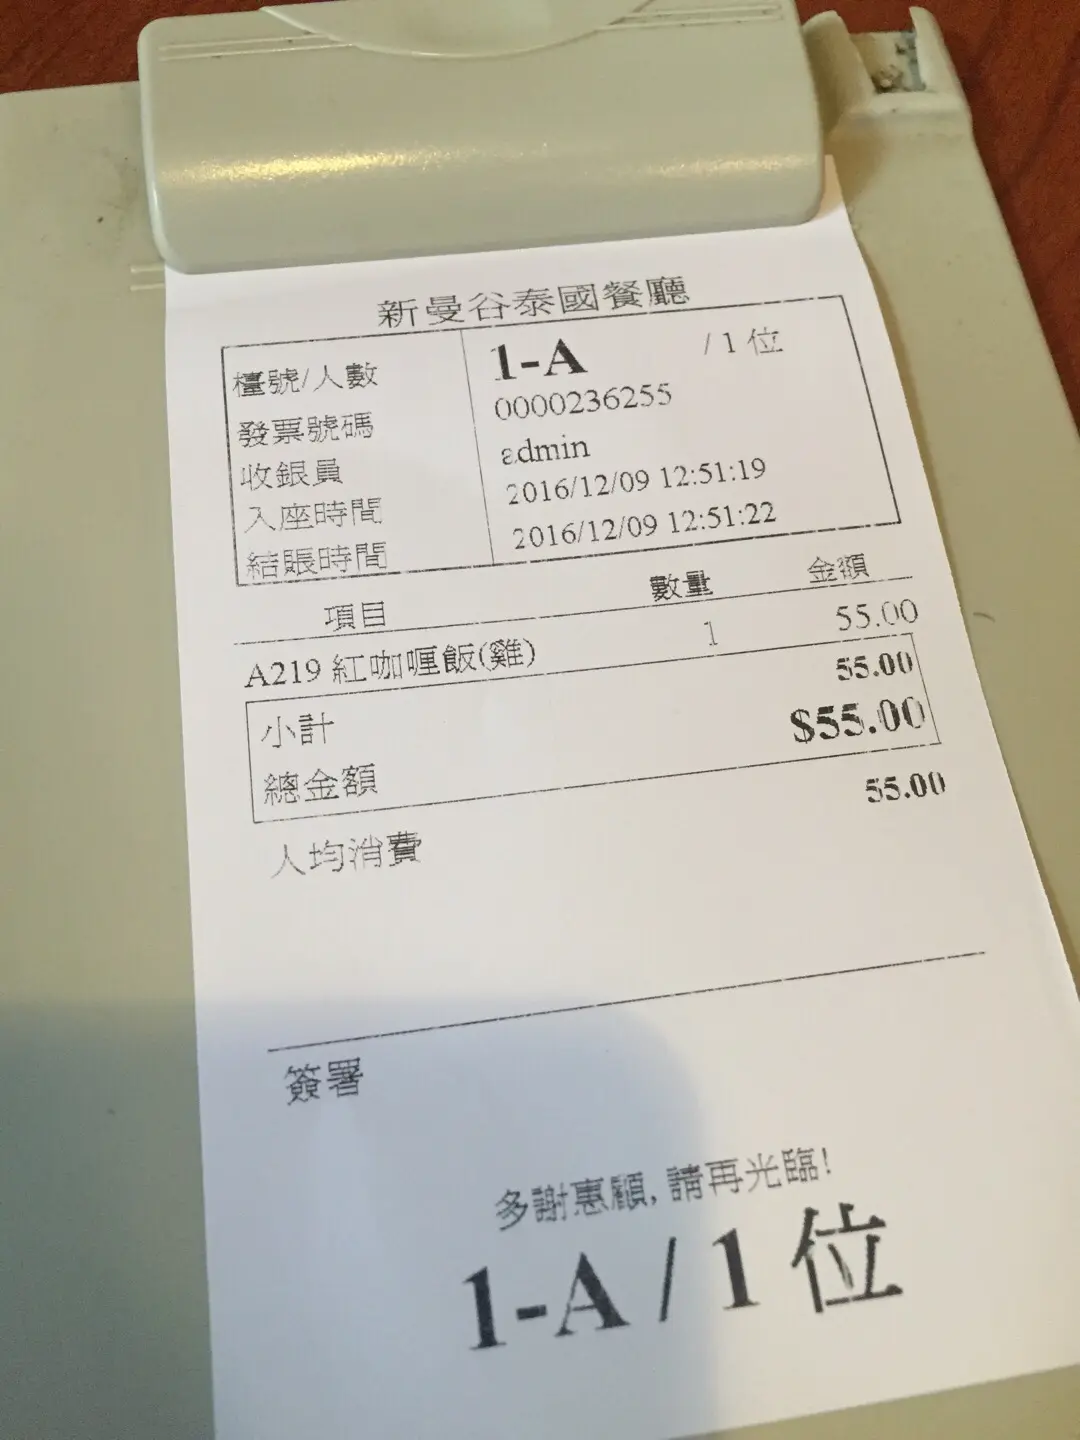 新曼谷泰國餐廳
檯號/人數 1-A / 1 位
發票號碼 0000236255
收銀員 admin
入座時間 2016/12/09 12:51:19
結賬時間 2016/12/09 12:51:22
項目 數量 金額
A219 紅咖喱飯(雞) 1 55.00
小計 55.00
總金額 $55.00
人均消費 55.00
簽署
多謝惠顧, 請再光臨!
1-A / 1 位